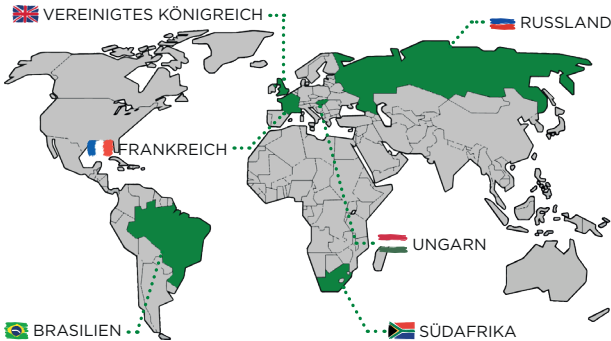 VEREINIGTES KÖNIGREICH
RUSSLAND
FRANKREICH
UNGARN
BRASILIEN
SÜDAFRIKA